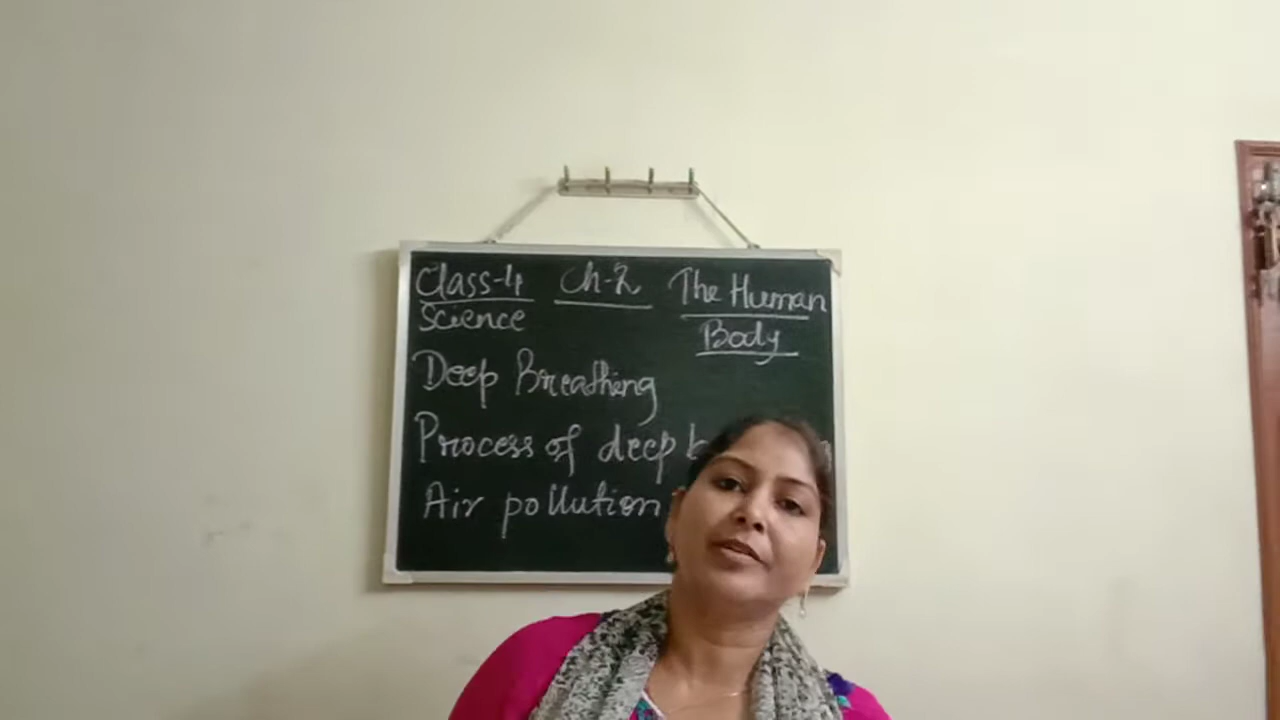 Class-4 Ch-2 The Human
Science
Body
Deep Breathing
Process of deep
Air pollution